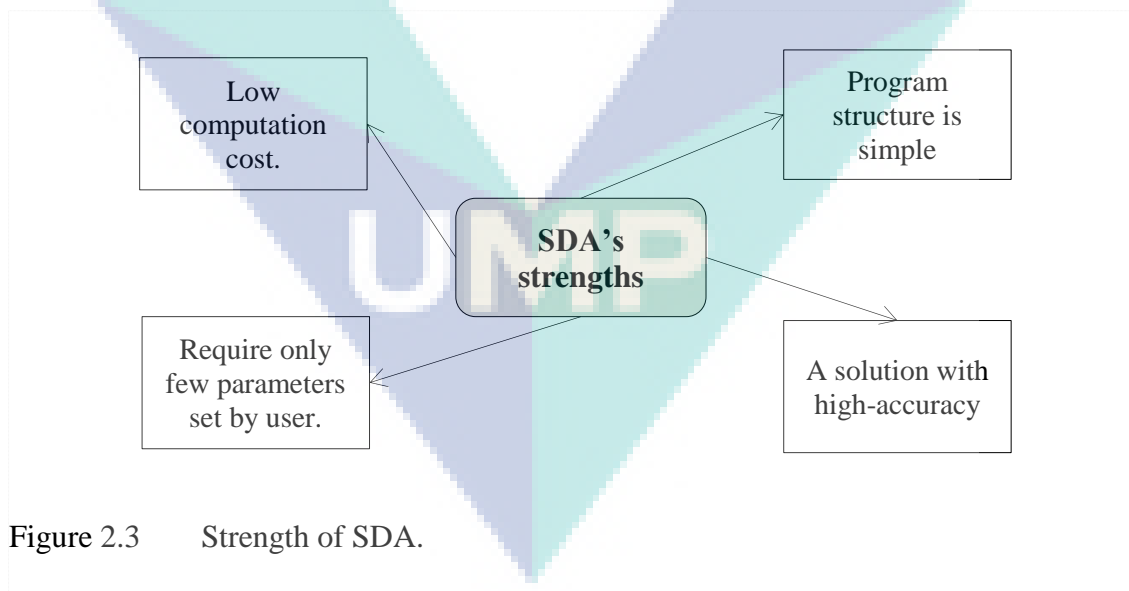 Low
computation
cost.
Program
structure is
simple
UMP
SDA’s
strengths
Require only
few parameters
set by user.
A solution with
high-accuracy
Figure 2.3 Strength of SDA.